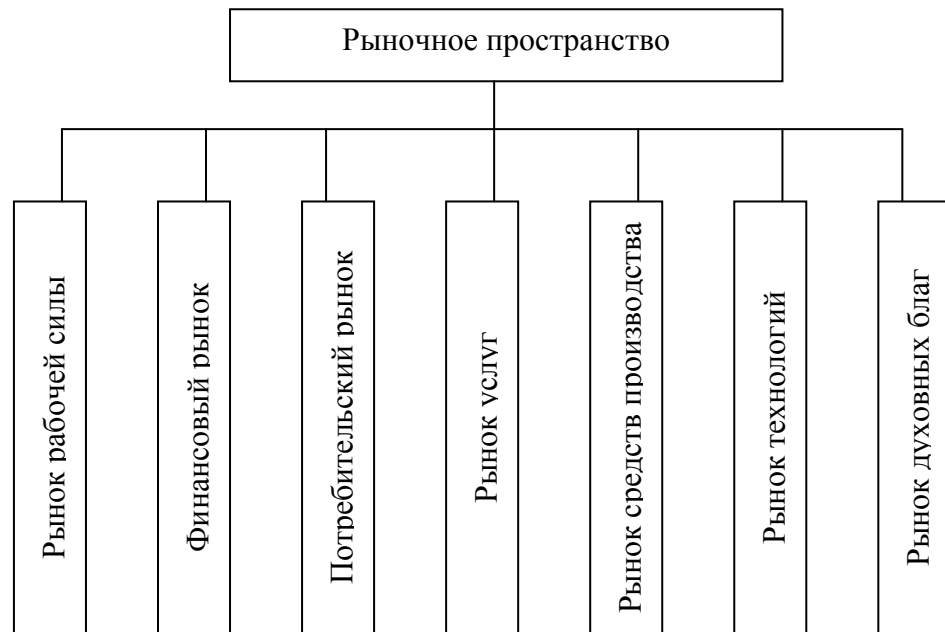 Рыночное пространство
Рынок рабочей силы
Финансовый рынок
Потребительский рынок
Рынок услуг
Рынок средств производства
Рынок технологий
Рынок духовных благ